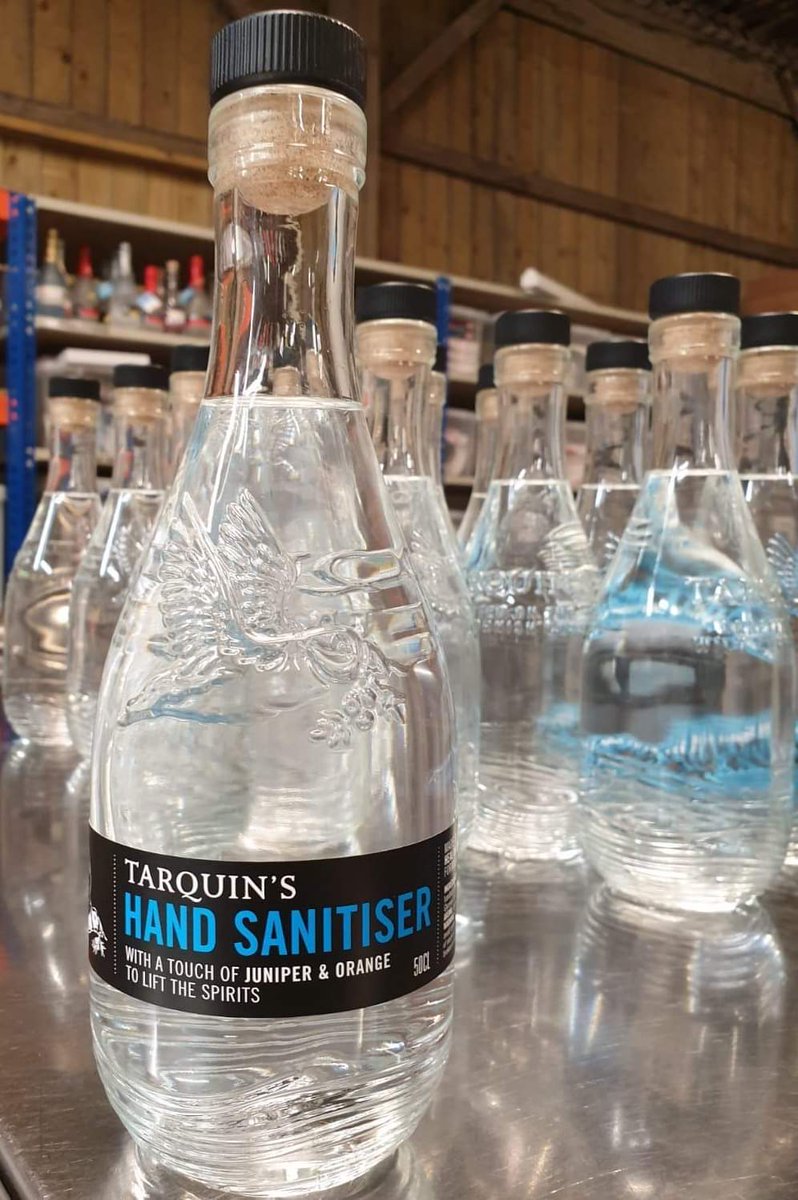 TARQUIN'S
HAND SANITISER
WITH A TOUCH OF JUNIPER & ORANGE
TO LIFT THE SPIRITS
50CL